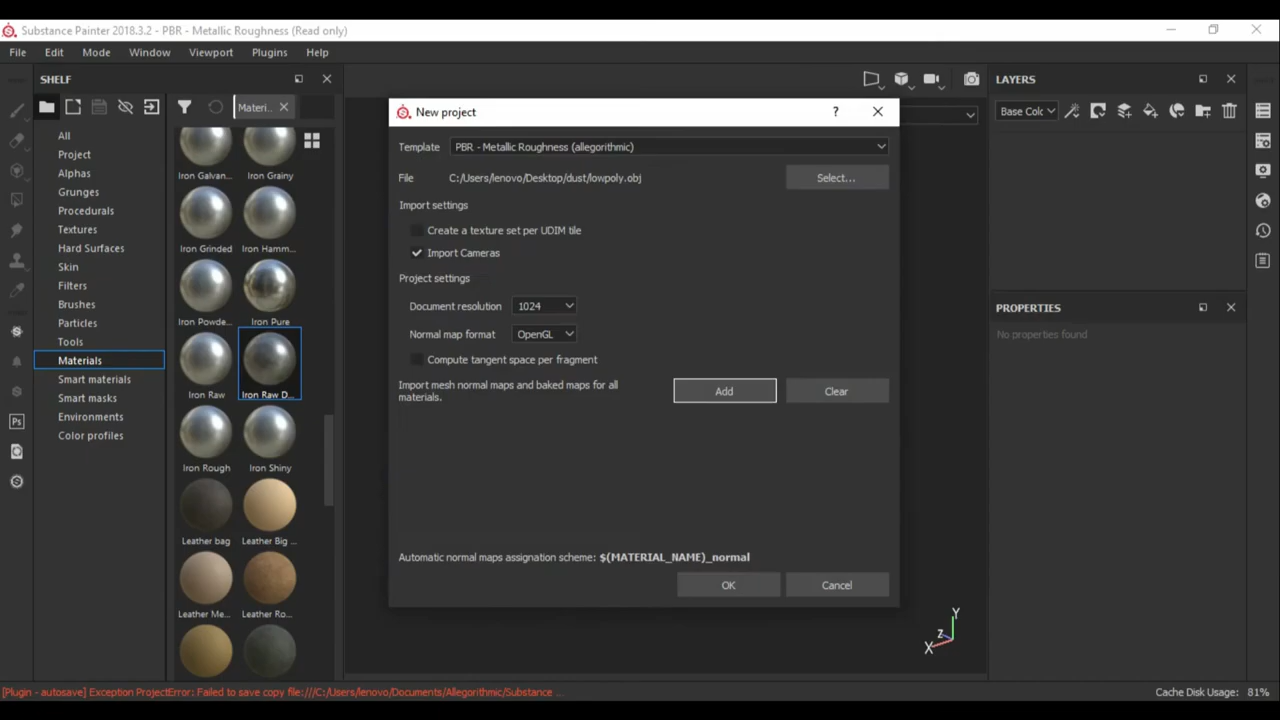 Substance Painter 2018.3.2 - PBR - Metallic Roughness (Read only)
File Edit Mode Window Viewport Plugins Help
SHELF
Materi..
All
Project
Alphas
Grunges
Procedurals
Textures
Hard Surfaces
Skin
Filters
Brushes
Particles
Tools
Materials
Smart materials
Smart masks
Environments
Color profiles
Iron Galvan... Iron Grainy
Iron Grinded Iron Hamm...
Iron Powde... Iron Pure
Iron Raw Iron Raw D...
Iron Rough Iron Shiny
Leather bag Leather Big ...
Leather Me... Leather Ro...
Ps
New project
?
Template PBR - Metallic Roughness (allegorithmic)
File C:/Users/lenovo/Desktop/dust/lowpoly.obj Select...
Import settings
Create a texture set per UDIM tile
Import Cameras
Project settings
Document resolution 1024
Normal map format OpenGL
Compute tangent space per fragment
Import mesh normal maps and baked maps for all
materials.
Add Clear
Automatic normal maps assignation scheme: $(MATERIAL_NAME)_normal
OK Cancel
Y
Z
X
LAYERS
Base Col
PROPERTIES
No properties found
[Plugin - autosave] Exception ProjectError: Failed to save copy file:///C:/Users/lenovo/Documents/Allegorithmic/Substance ...
Cache Disk Usage: 81%